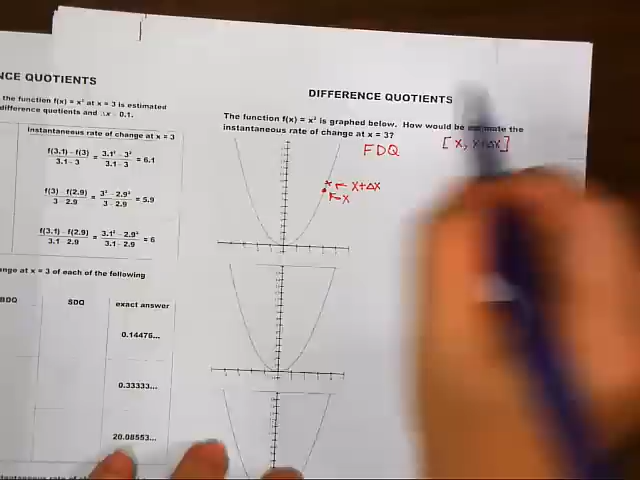 NCE QUOTIENTS
the function f(x) = x² at x = 3 is estimated
difference quotients and ∆x = 0.1.
instantaneous rate of change at x = 3
f(3.1) − f(3) / 3.1 − 3 = 3.1² − 3² / 3.1 − 3 = 6.1
f(3) − f(2.9) / 3 − 2.9 = 3² − 2.9² / 3 − 2.9 = 5.9
f(3.1) − f(2.9) / 3.1 − 2.9 = 3.1² − 2.9² / 3.1 − 2.9 = 6
nge at x = 3 of each of the following
BDQ SDQ exact answer
0.14476...
0.33333...
20.08553...
DIFFERENCE QUOTIENTS
The function f(x) = x² is graphed below. How would be the
instantaneous rate of change at x = 3?
FDQ
[x, x+∆x]
← x+∆x
← x